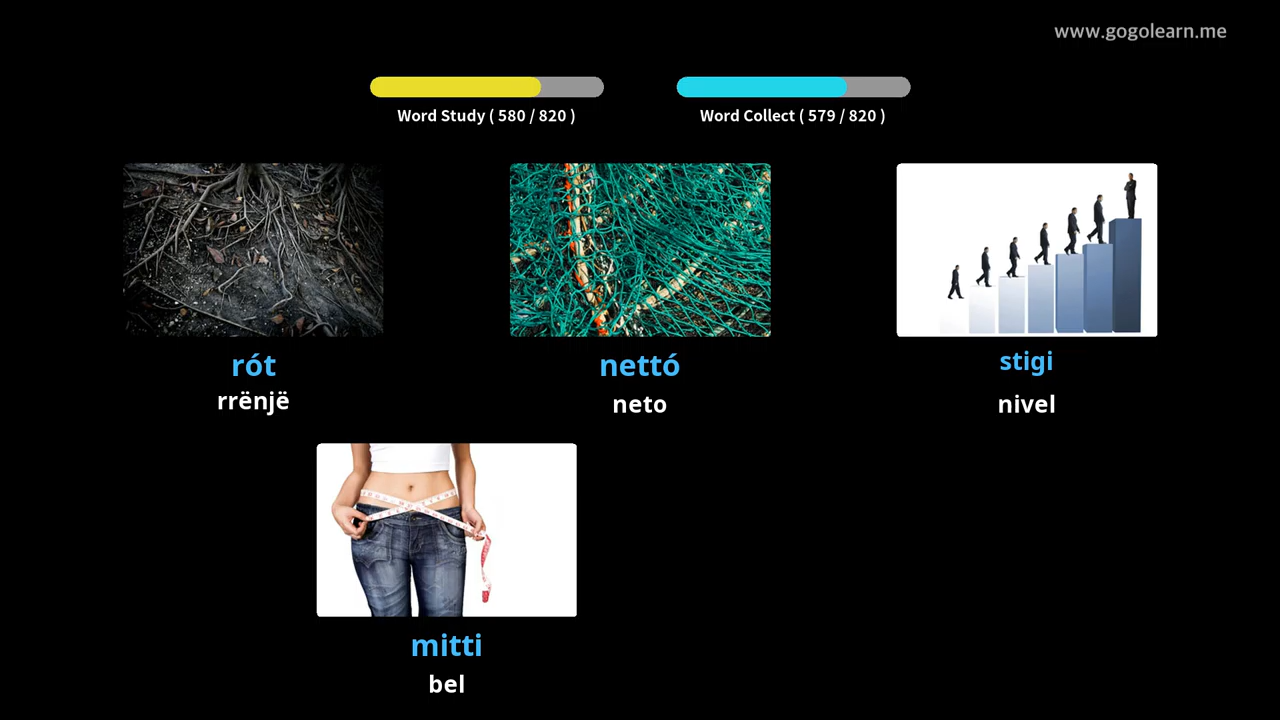 www.gogolearn.me
Word Study ( 580 / 820 )
Word Collect ( 579 / 820 )
rót
rrënjë
nettó
neto
stigi
nivel
mitti
bel